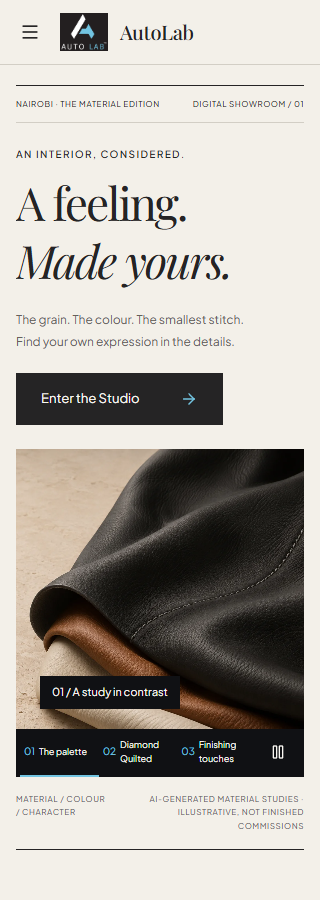 AUTO LAB
AutoLab
NAIROBI · THE MATERIAL EDITION
DIGITAL SHOWROOM / 01
AN INTERIOR, CONSIDERED.
A feeling.
Made yours.
The grain. The colour. The smallest stitch.
Find your own expression in the details.
Enter the Studio
01 / A study in contrast
01 The palette
02 Diamond
Quilted
03 Finishing
touches
MATERIAL / COLOUR
/ CHARACTER
AI-GENERATED MATERIAL STUDIES ·
ILLUSTRATIVE, NOT FINISHED
COMMISSIONS